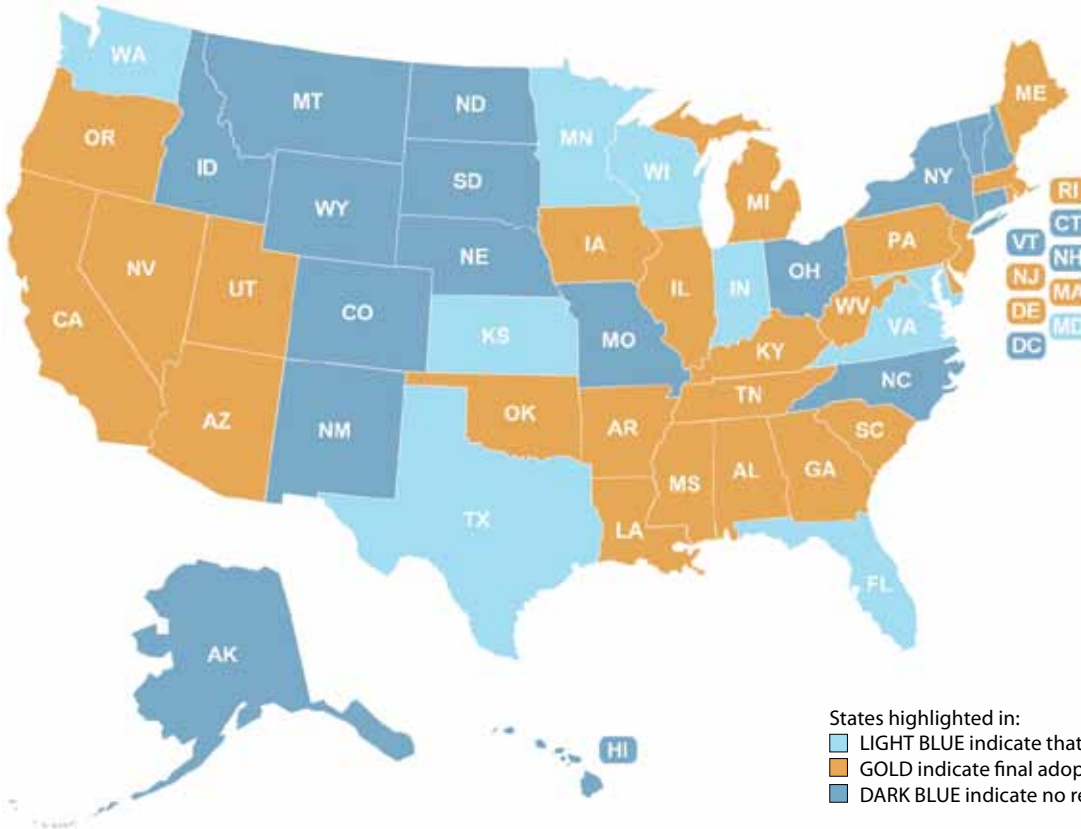 WA
MT
ND
MN
ME
OR
ID
SD
WI
NY
WY
MI
RI
CT
VT
NH
NJ
MA
DE
MD
DC
NE
IA
PA
NV
UT
CO
IL
IN
OH
WV
VA
CA
KS
MO
KY
NC
AZ
NM
OK
AR
TN
SC
MS
AL
GA
TX
LA
FL
AK
HI
States highlighted in:
LIGHT BLUE indicate that
GOLD indicate final adop
DARK BLUE indicate no re